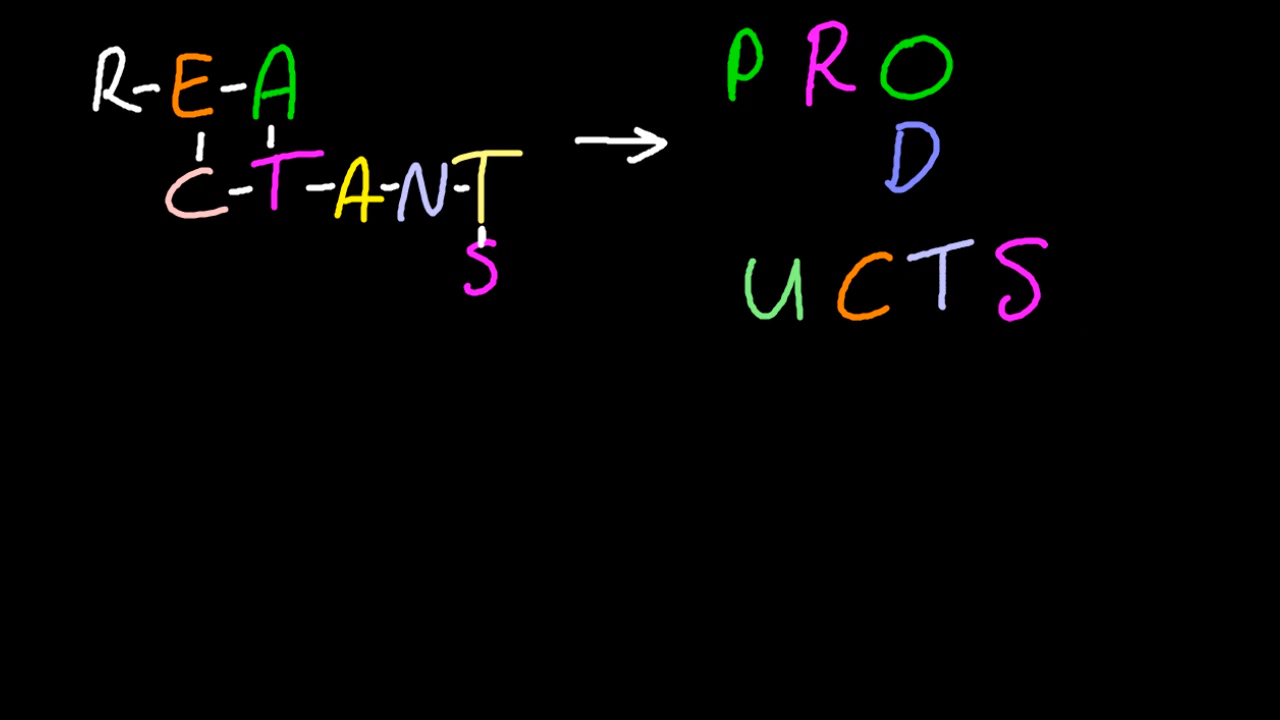 R-E-A
C-T-A-N-T
S
→
P R O
D
U C T S